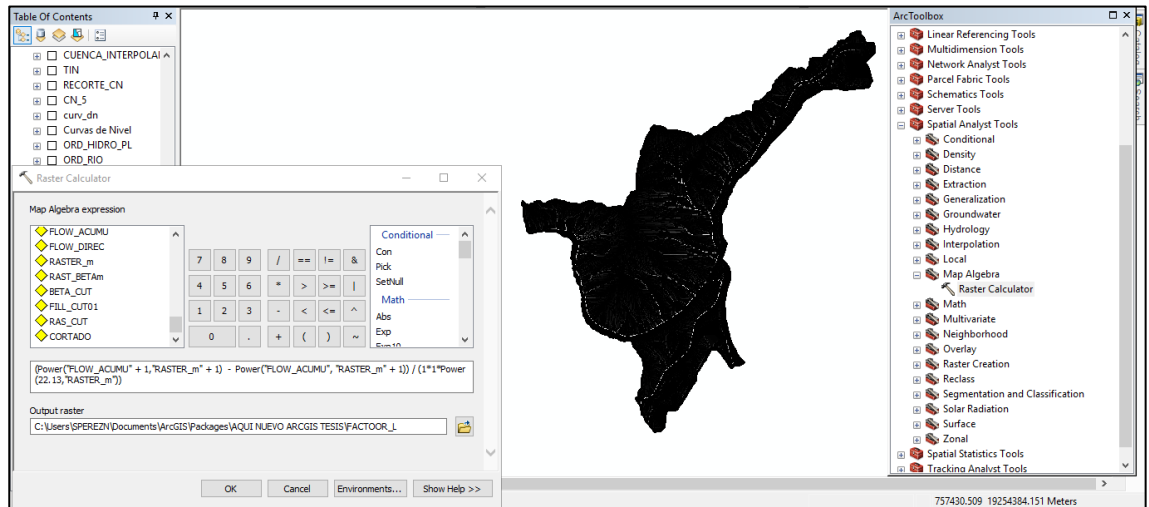 Table Of Contents
CUENCA_INTERPOLA
TIN
RECORTE_CN
CN_5
curv_dn
Curvas de Nivel
ORD_HIDRO_PL
ORD_RIO
Raster Calculator
Map Algebra expression
FLOW_ACUMU
FLOW_DIREC
RASTER_m
RAST_BETAm
BETA_CUT
FILL_CUT01
RAS_CUT
CORTADO
7 8 9 / == != &
4 5 6 * > >= |
1 2 3 - < <= ^
0 . + ( ) ~
Conditional
Con
Pick
SetNull
Math
Abs
Exp
Exp10
(Power("FLOW_ACUMU" + 1,"RASTER_m" + 1) - Power("FLOW_ACUMU", "RASTER_m" + 1)) / (1*1*Power
(22.13,"RASTER_m"))
Output raster
C:\Users\SPEREZN\Documents\ArcGIS\Packages\AQUI NUEVO ARCGIS TESIS\FACTOOR_L
OK Cancel Environments... Show Help >>
ArcToolbox
Linear Referencing Tools
Multidimension Tools
Network Analyst Tools
Parcel Fabric Tools
Schematics Tools
Server Tools
Spatial Analyst Tools
Conditional
Density
Distance
Extraction
Generalization
Groundwater
Hydrology
Interpolation
Local
Map Algebra
Raster Calculator
Math
Multivariate
Neighborhood
Overlay
Raster Creation
Reclass
Segmentation and Classification
Solar Radiation
Surface
Zonal
Spatial Statistics Tools
Tracking Analyst Tools
757430.509 19254384.151 Meters